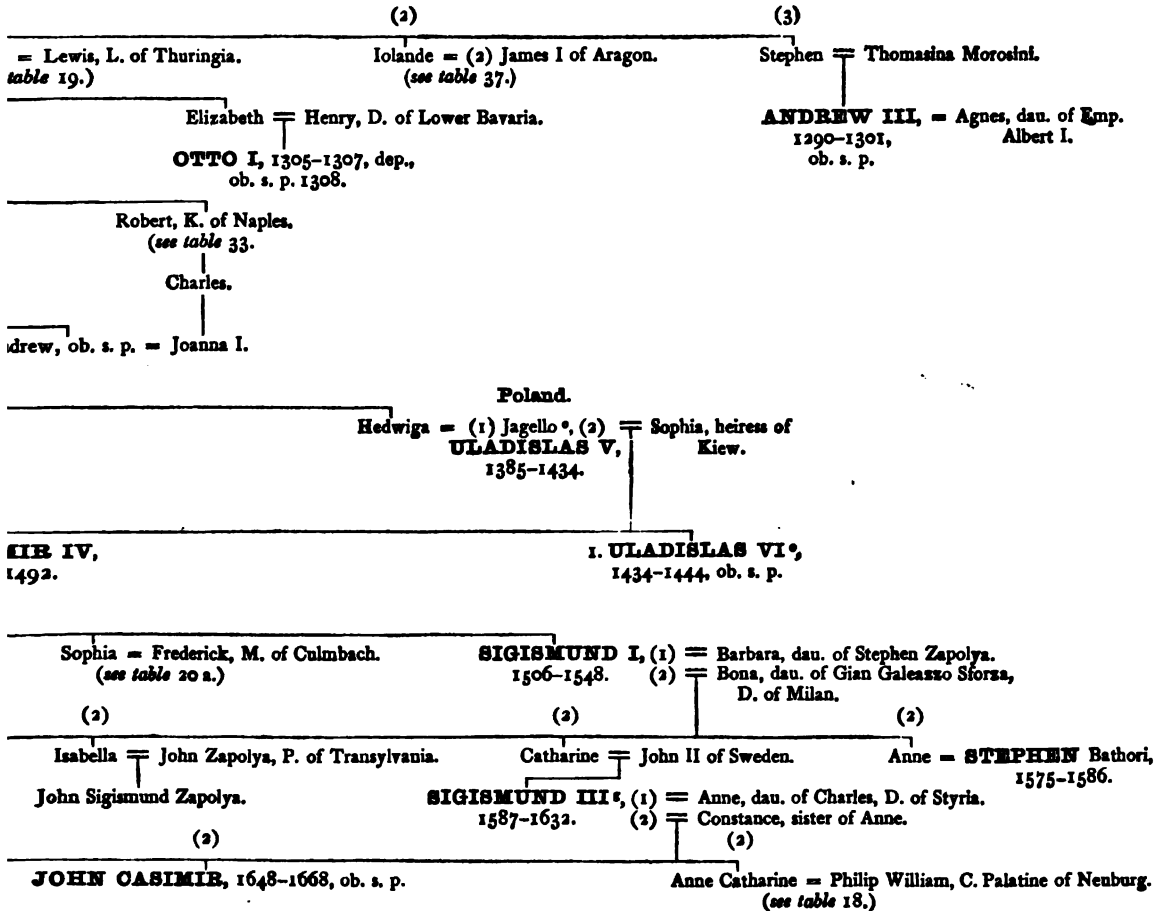 (2) (3)
= Lewis, L. of Thuringia. Iolande = (2) James I of Aragon. Stephen = Thomasina Morosini.
table 19.) (see table 37.)
Elizabeth = Henry, D. of Lower Bavaria. ANDREW III, = Agnes, dau. of Emp.
1290–1301, Albert I.
OTTO I, 1305–1307, dep., ob. s. p.
ob. s. p. 1308.
Robert, K. of Naples.
(see table 33.
Charles.
drew, ob. s. p. = Joanna I.
Poland.
Hedwiga = (1) Jagello e, (2) = Sophia, heiress of
ULADISLAS V, Kiew.
1385–1434.
MIR IV, 1. ULADISLAS VI e,
1492. 1434–1444, ob. s. p.
Sophia = Frederick, M. of Culmbach. SIGISMUND I, (1) = Barbara, dau. of Stephen Zapolya.
(see table 20 a.) 1506–1548. (2) = Bona, dau. of Gian Galeazzo Sforza,
D. of Milan.
(2) (2) (2)
Isabella = John Zapolya, P. of Transylvania. Catharine = John II of Sweden. Anne = STEPHEN Bathori,
1575–1586.
John Sigismund Zapolya. SIGISMUND III g, (1) = Anne, dau. of Charles, D. of Styria.
1587–1632. (2) = Constance, sister of Anne.
(2) (2)
JOHN CASIMIR, 1648–1668, ob. s. p. Anne Catharine = Philip William, C. Palatine of Neuburg.
(see table 18.)